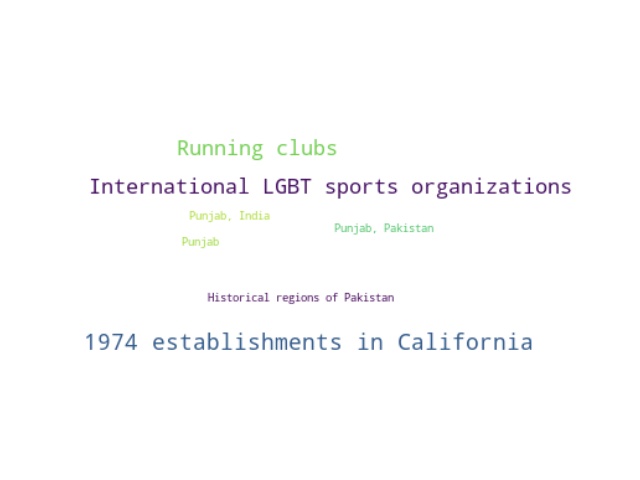 Running clubs
International LGBT sports organizations
Punjab, India
Punjab, Pakistan
Punjab
Historical regions of Pakistan
1974 establishments in California